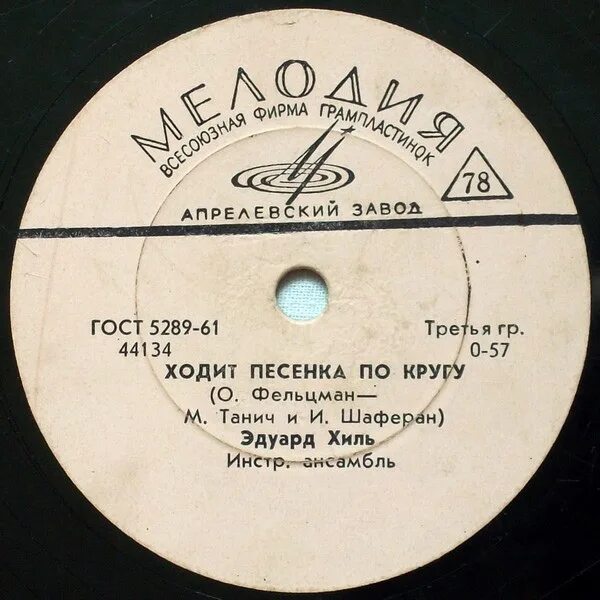 МЕЛОДИЯ
ВСЕСОЮЗНАЯ ФИРМА ГРАМПЛАСТИНОК
78
АПРЕЛЕВСКИЙ ЗАВОД
ГОСТ 5289-61 Третья гр.
44134 0-57
ХОДИТ ПЕСЕНКА ПО КРУГУ
(О. Фельцман—
М. Танич и И. Шаферан)
Эдуард Хиль
Инстр. ансамбль